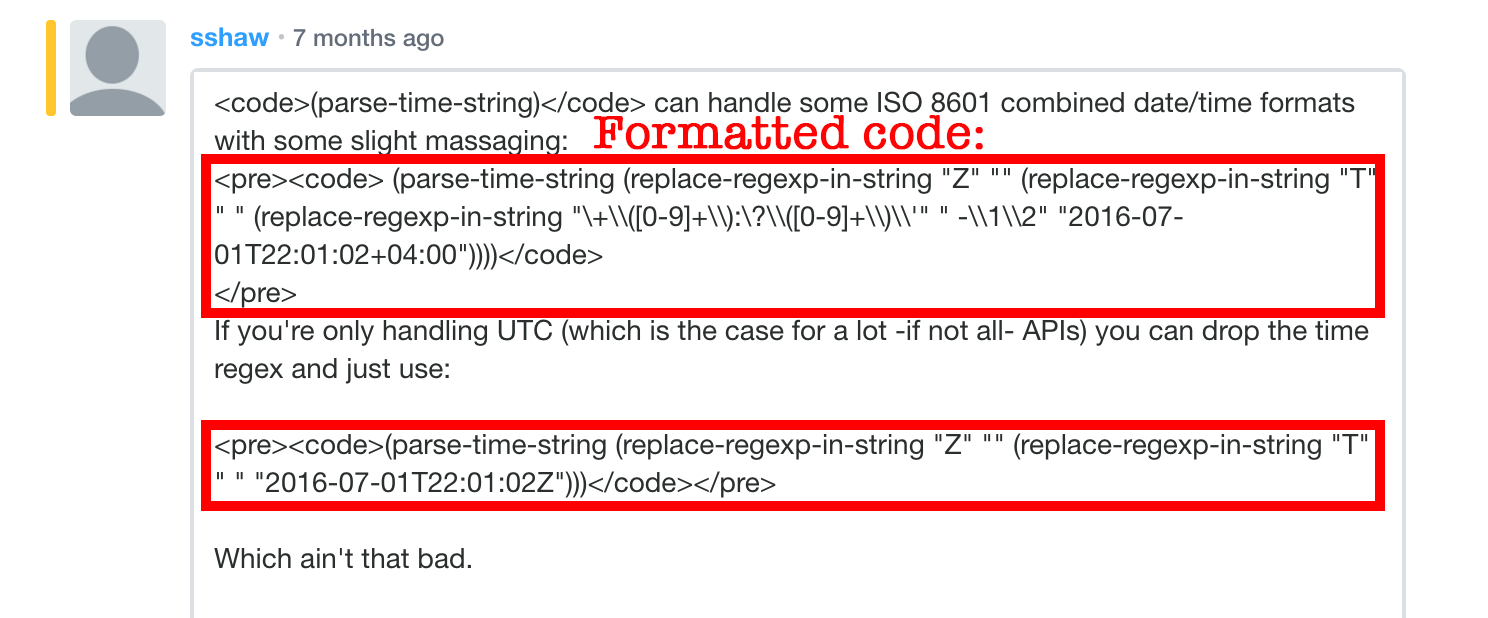 sshaw • 7 months ago
<code>(parse-time-string)</code> can handle some ISO 8601 combined date/time formats
with some slight massaging:
Formatted code:
<pre><code> (parse-time-string (replace-regexp-in-string "Z" "" (replace-regexp-in-string "T"
" " (replace-regexp-in-string "\+\\([0-9]+\\):\?\\([0-9]+\\)\\'" " -\\1\\2" "2016-07-
01T22:01:02+04:00"))))</code>
</pre>
If you're only handling UTC (which is the case for a lot -if not all- APIs) you can drop the time
regex and just use:
<pre><code>(parse-time-string (replace-regexp-in-string "Z" "" (replace-regexp-in-string "T"
" " "2016-07-01T22:01:02Z")))</code></pre>
Which ain't that bad.